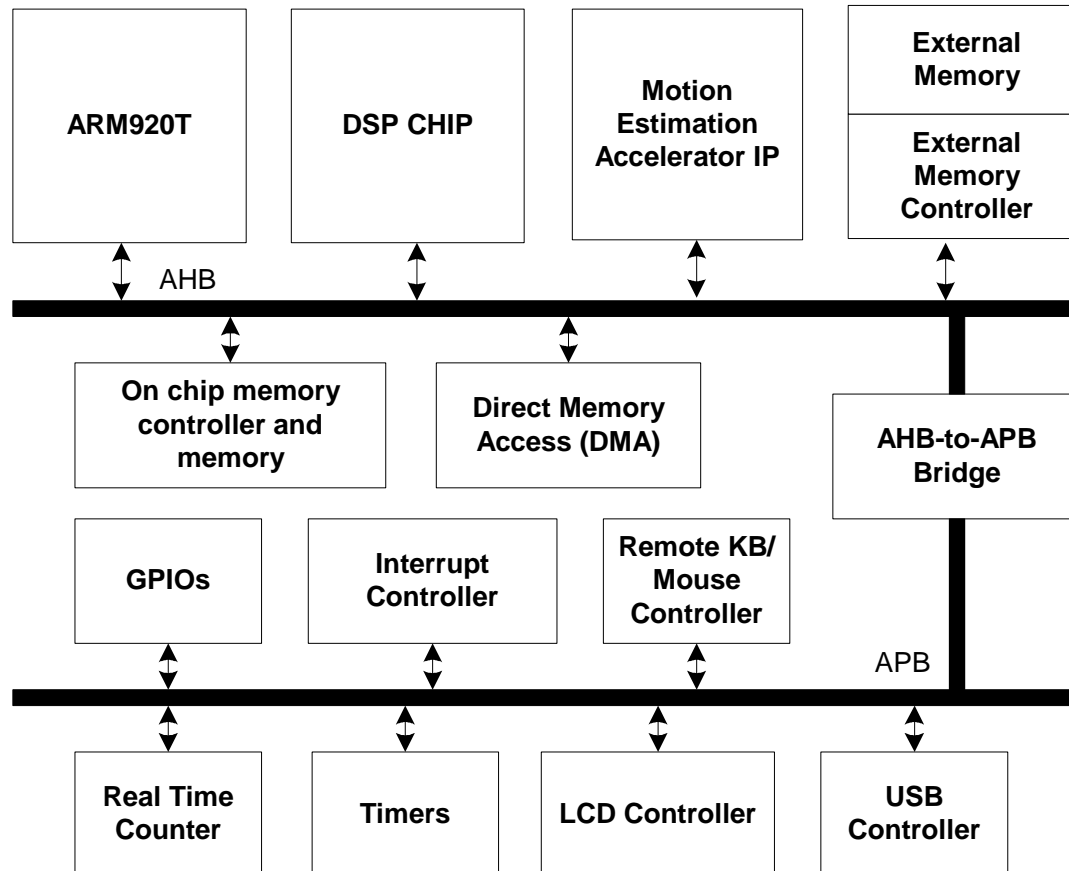 ARM920T
DSP CHIP
Motion
Estimation
Accelerator IP
External
Memory
External
Memory
Controller
AHB
On chip memory
controller and
memory
Direct Memory
Access (DMA)
AHB-to-APB
Bridge
GPIOs
Interrupt
Controller
Remote KB/
Mouse
Controller
APB
Real Time
Counter
Timers
LCD Controller
USB
Controller